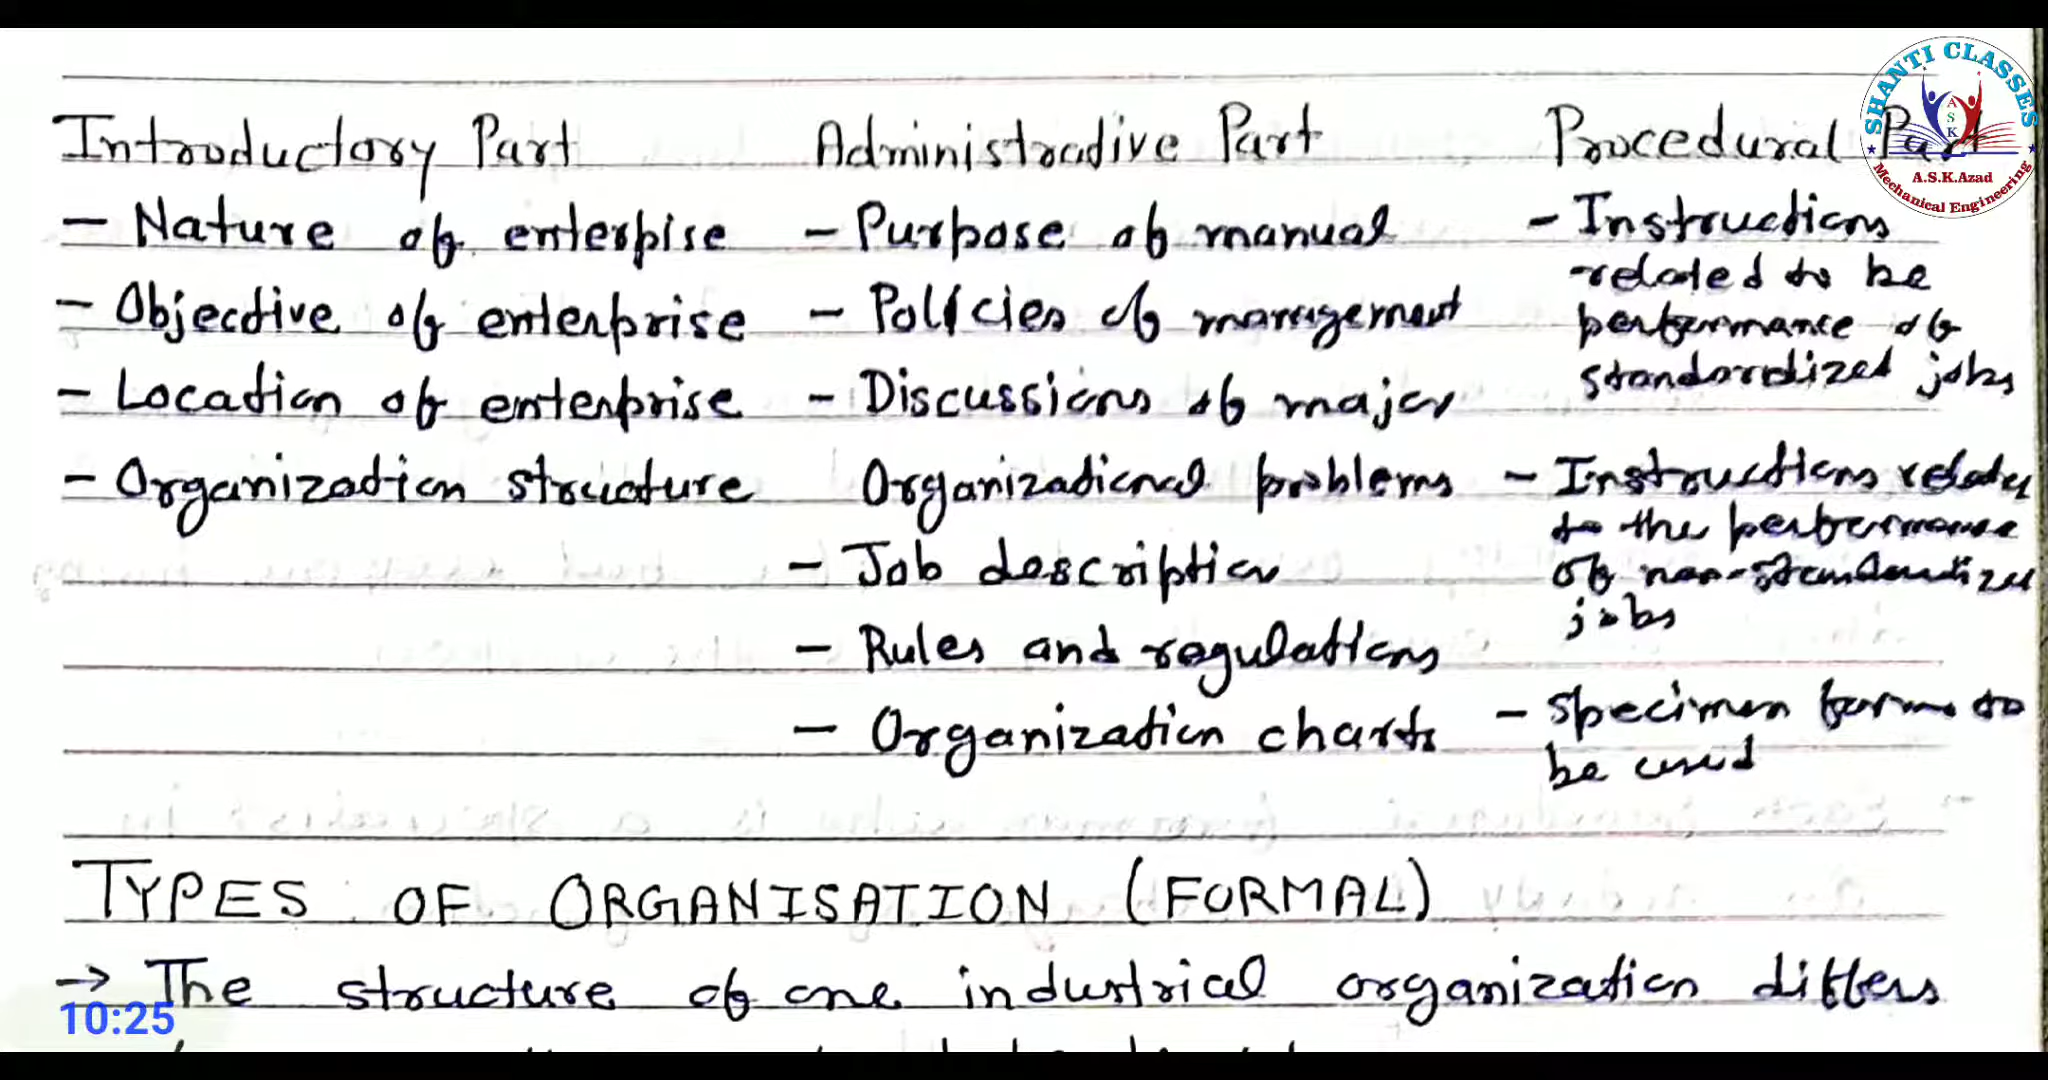 Introductory Part
- Nature of enterpise
- Objective of enterprise
- Location of enterprise
- Organization structure
Administrative Part
- Purpose of manual
- Policies of management
- Discussions of major
Organizational problems
- Job description
- Rules and regulations
- Organization charts
Procedural Part
- Instructions
related to be
performance of
standardized jobs
- Instructions related
to the performance
of non-standardized
jobs
- Specimen forms to
be used
TYPES OF ORGANISATION (FORMAL)
→ The structure of one industrial organization differs
10:25
SHANTI CLASSES
ASK
A.S.K.Azad
Mechanical Engineering